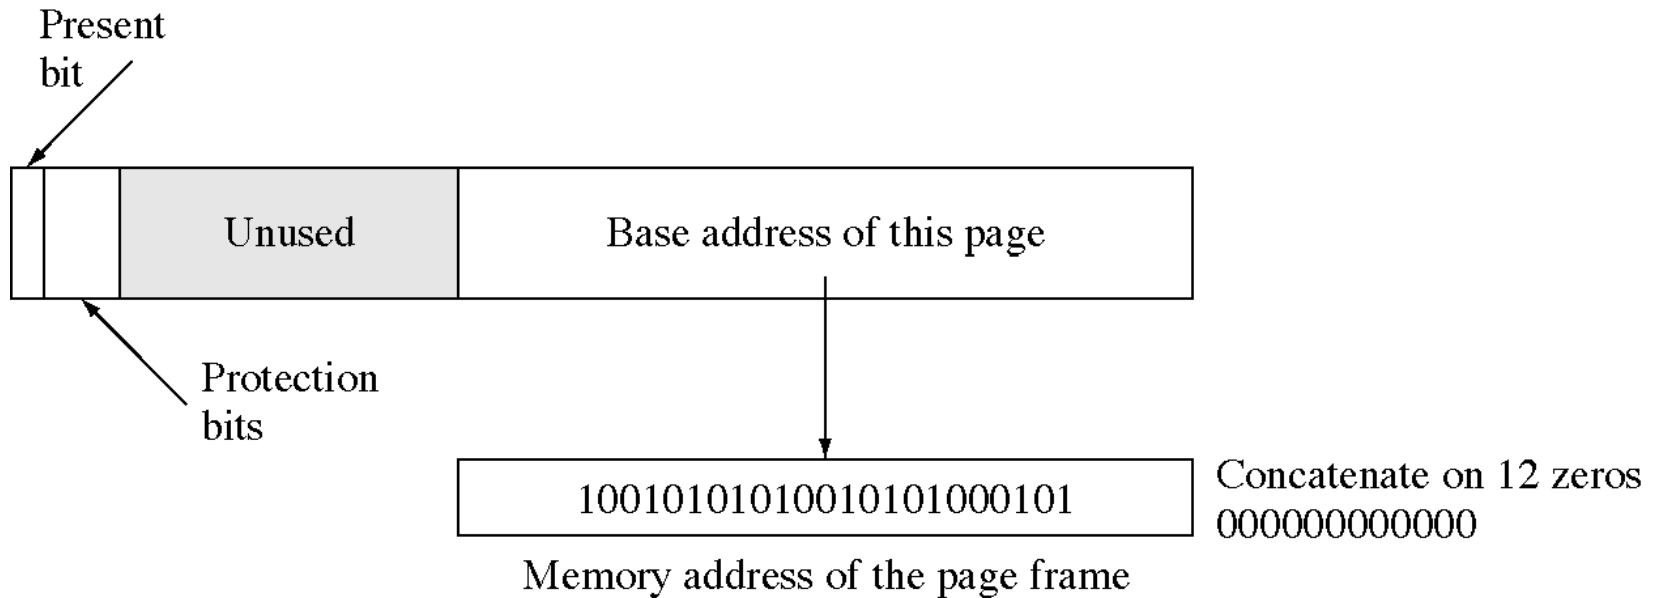 Present
bit
Unused
Base address of this page
Protection
bits
10010101010010101000101
Concatenate on 12 zeros
000000000000
Memory address of the page frame